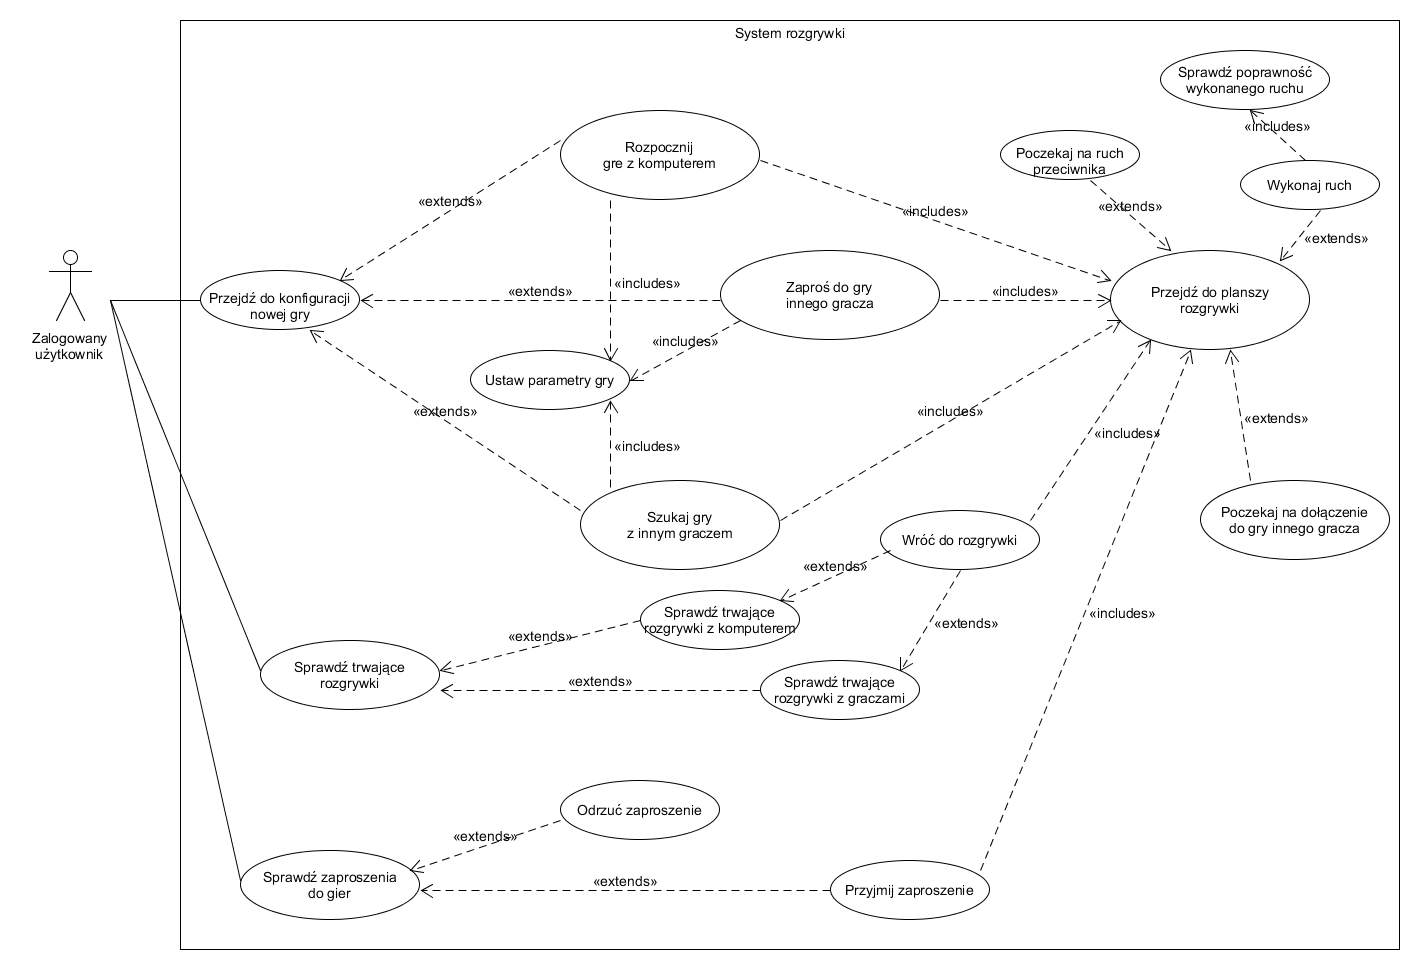 System rozgrywki
Sprawdź poprawność
wykonanego ruchu
«includes»
Rozpocznij
gre z komputerem
Poczekaj na ruch
przeciwnika
Wykonaj ruch
«extends»
«includes»
«extends»
«extends»
Zalogowany
użytkownik
Przejdź do konfiguracji
nowej gry
«extends»
«includes»
Zaproś do gry
innego gracza
«includes»
Przejdź do planszy
rozgrywki
«includes»
Ustaw parametry gry
«extends»
«includes»
«includes»
«includes»
«extends»
Szukaj gry
z innym graczem
Wróć do rozgrywki
Poczekaj na dołączenie
do gry innego gracza
«extends»
Sprawdź trwające
rozgrywki z komputerem
«includes»
«extends»
«extends»
Sprawdź trwające
rozgrywki
«extends»
Sprawdź trwające
rozgrywki z graczami
Odrzuć zaproszenie
«extends»
Sprawdź zaproszenia
do gier
«extends»
Przyjmij zaproszenie